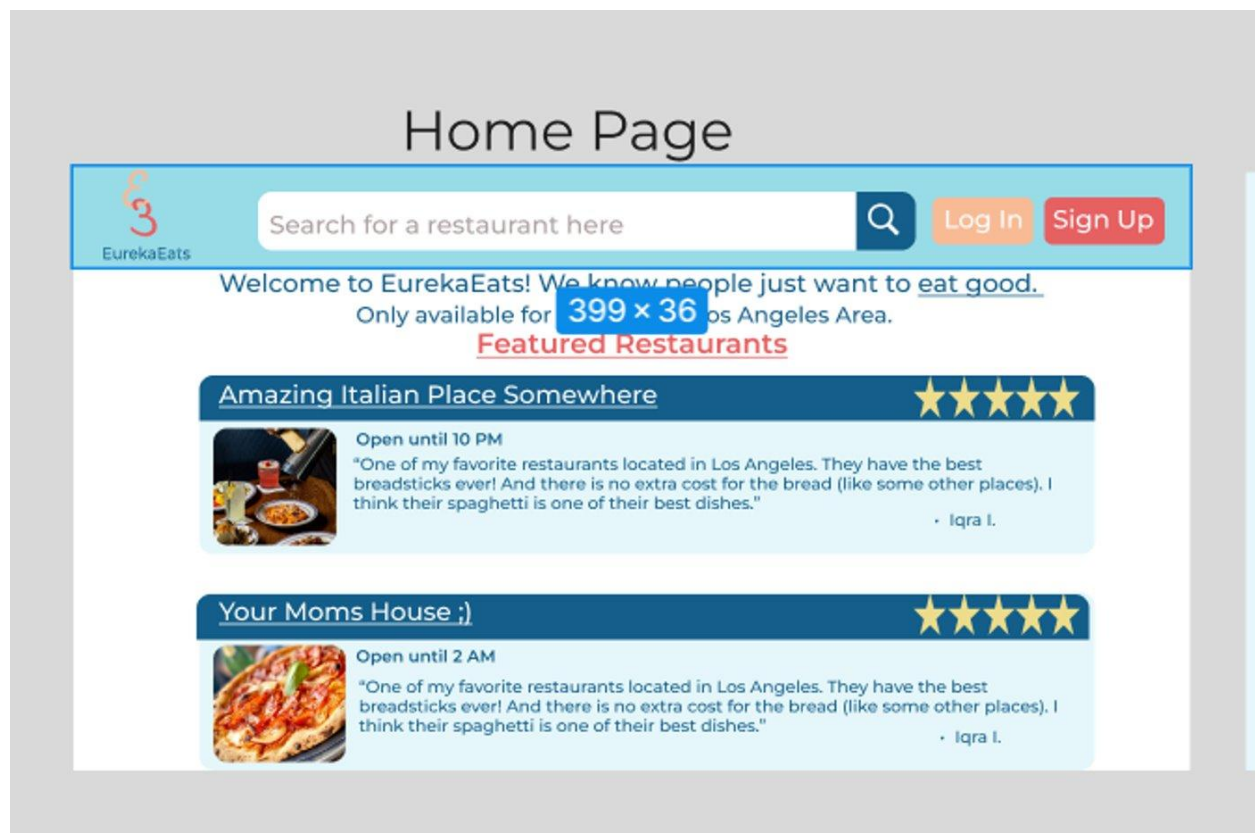 Home Page
EurekaEats
Search for a restaurant here
Log In
Sign Up
Welcome to EurekaEats! We know people just want to eat good.
Only available for os Angeles Area.
399 × 36
Featured Restaurants
Amazing Italian Place Somewhere
Open until 10 PM
“One of my favorite restaurants located in Los Angeles. They have the best
breadsticks ever! And there is no extra cost for the bread (like some other places). I
think their spaghetti is one of their best dishes.”
• Iqra I.
Your Moms House ;)
Open until 2 AM
“One of my favorite restaurants located in Los Angeles. They have the best
breadsticks ever! And there is no extra cost for the bread (like some other places). I
think their spaghetti is one of their best dishes.”
• Iqra I.